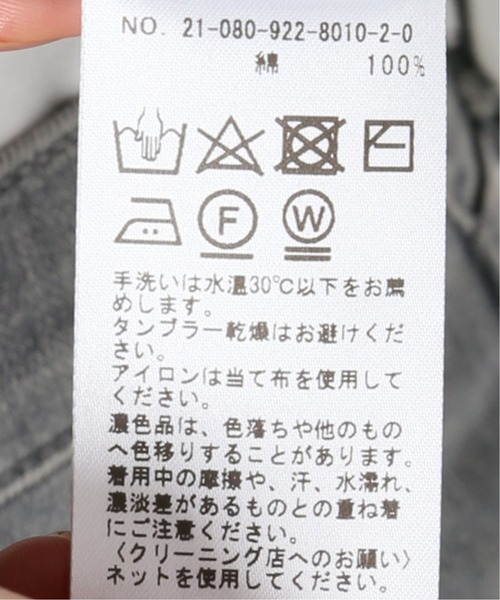 NO. 21-080-922-8010-2-0
綿 100%
F W
手洗いは水温30℃以下をお薦
めします。
タンブラー乾燥はお避けくだ
さい。
アイロンは当て布を使用して
ください。
濃色品は、色落ちや他のもの
へ色移りすることがあります。
着用中の摩擦や、汗、水濡れ、
濃淡差があるものとの重ね着
にご注意ください。
〈クリーニング店へのお願い〉
ネットを使用してください。